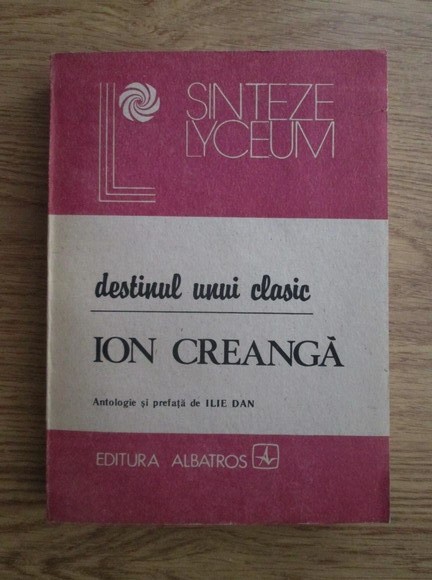 SINTEZE
LYCEUM
destinul unui clasic
ION CREANGĂ
Antologie și prefață de ILIE DAN
EDITURA ALBATROS